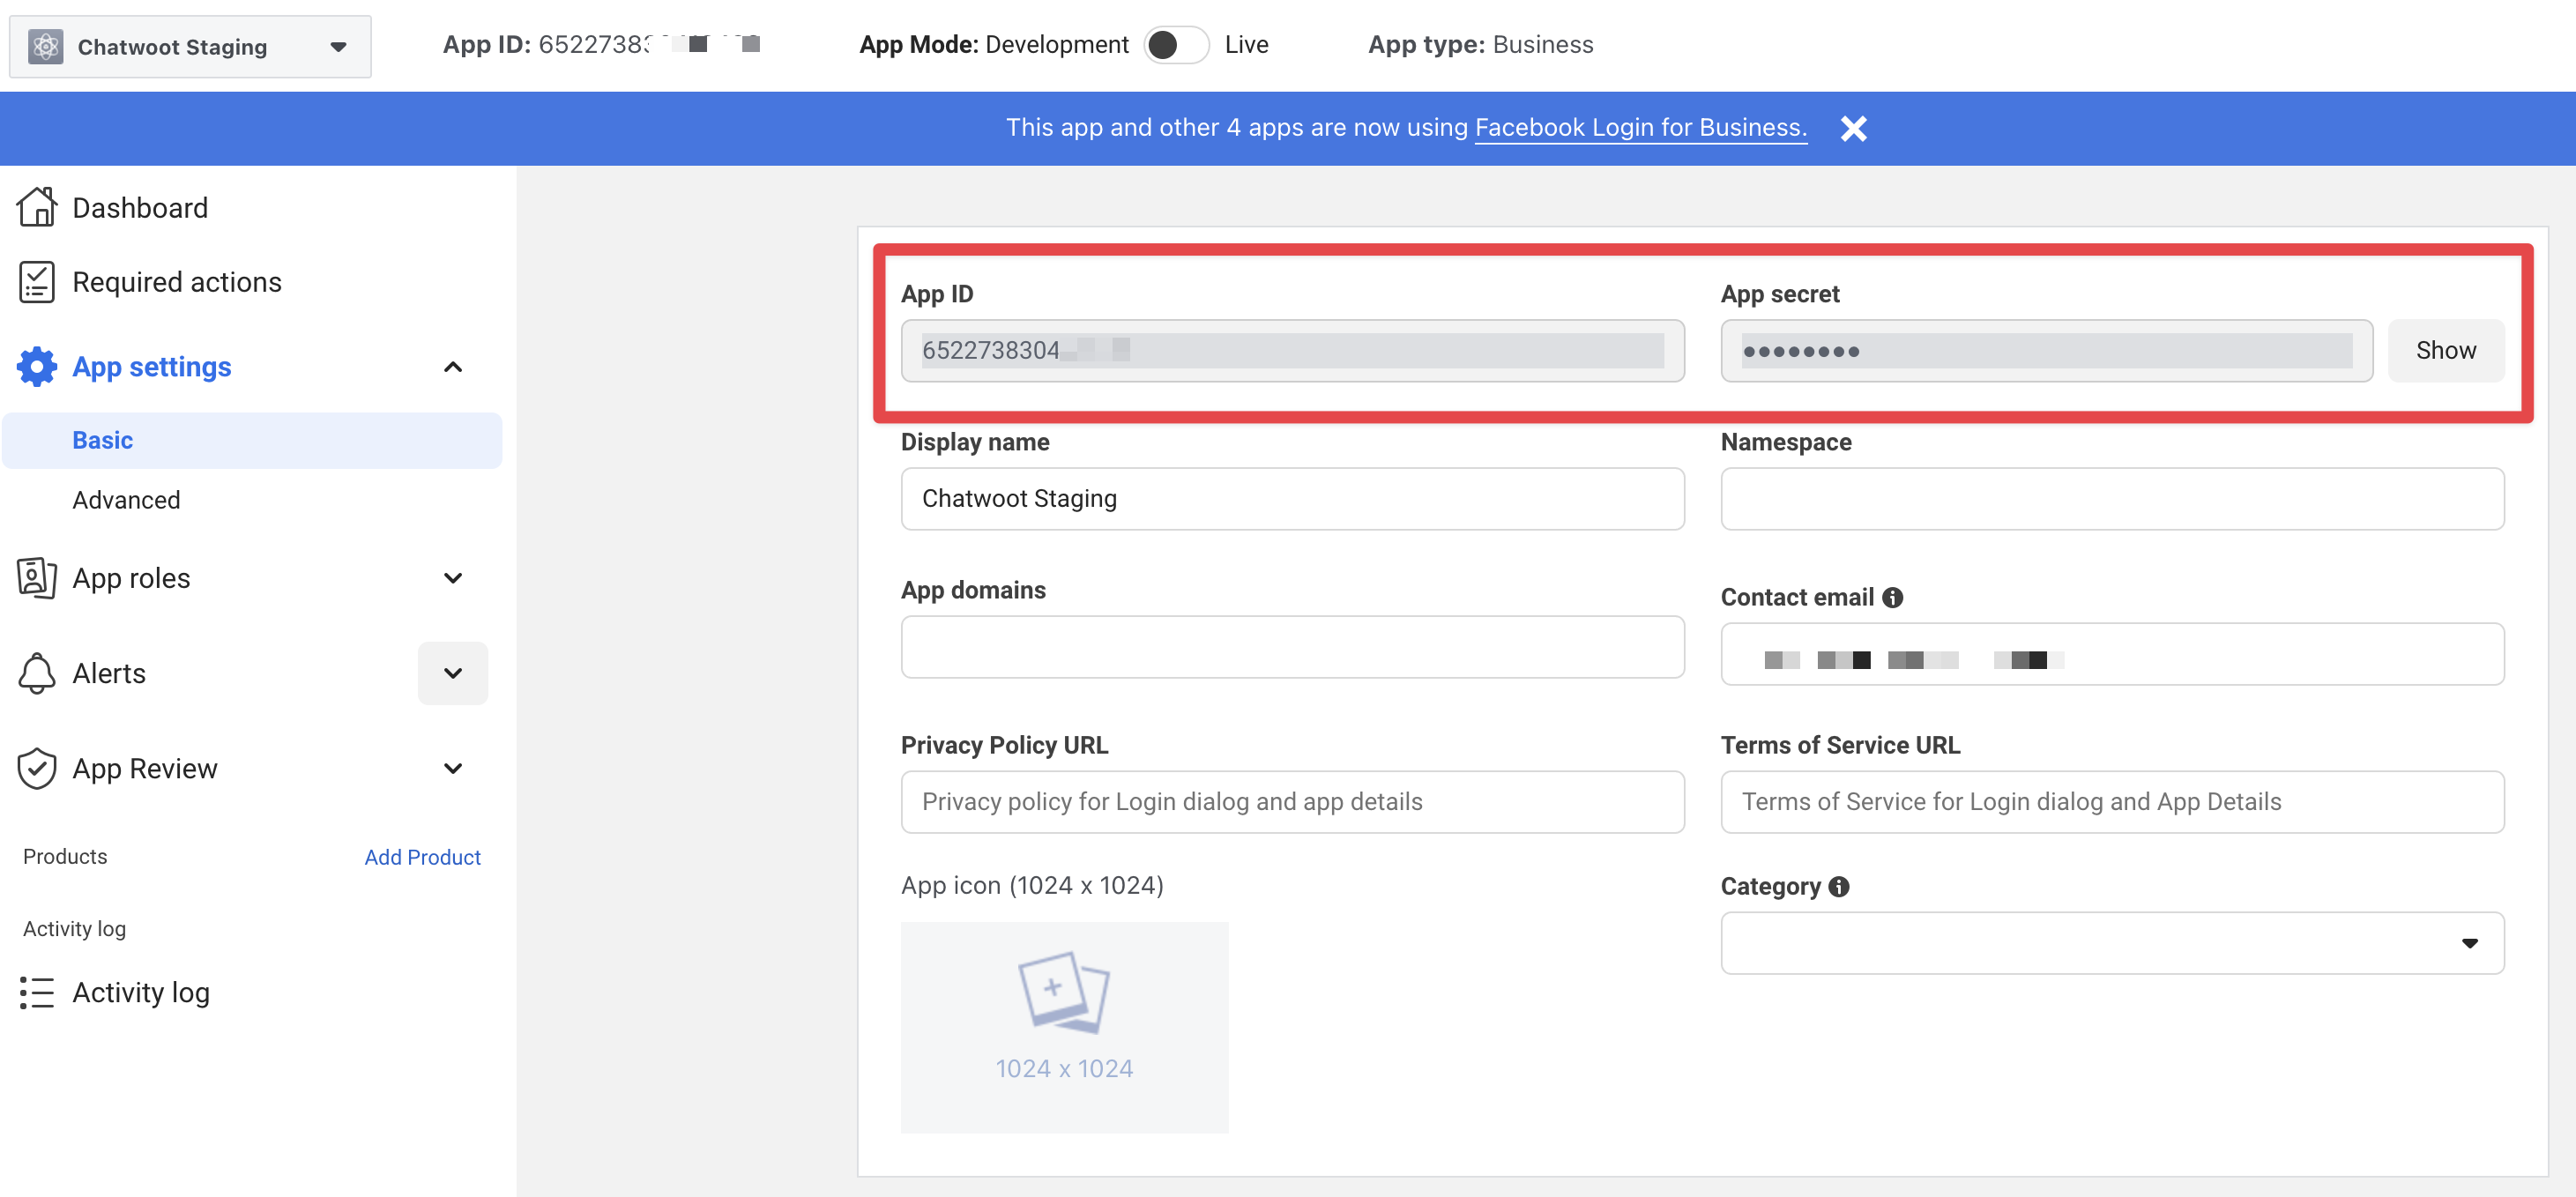 Chatwoot Staging
App ID: 6522738
App Mode: Development Live
App type: Business
This app and other 4 apps are now using Facebook Login for Business.
Dashboard
Required actions
App settings
Basic
Advanced
App roles
Alerts
App Review
Products Add Product
Activity log
Activity log
App ID App secret
6522738304 •••••••• Show
Display name Namespace
Chatwoot Staging
App domains Contact email
Privacy Policy URL Terms of Service URL
Privacy policy for Login dialog and app details Terms of Service for Login dialog and App Details
App icon (1024 x 1024) Category
1024 x 1024